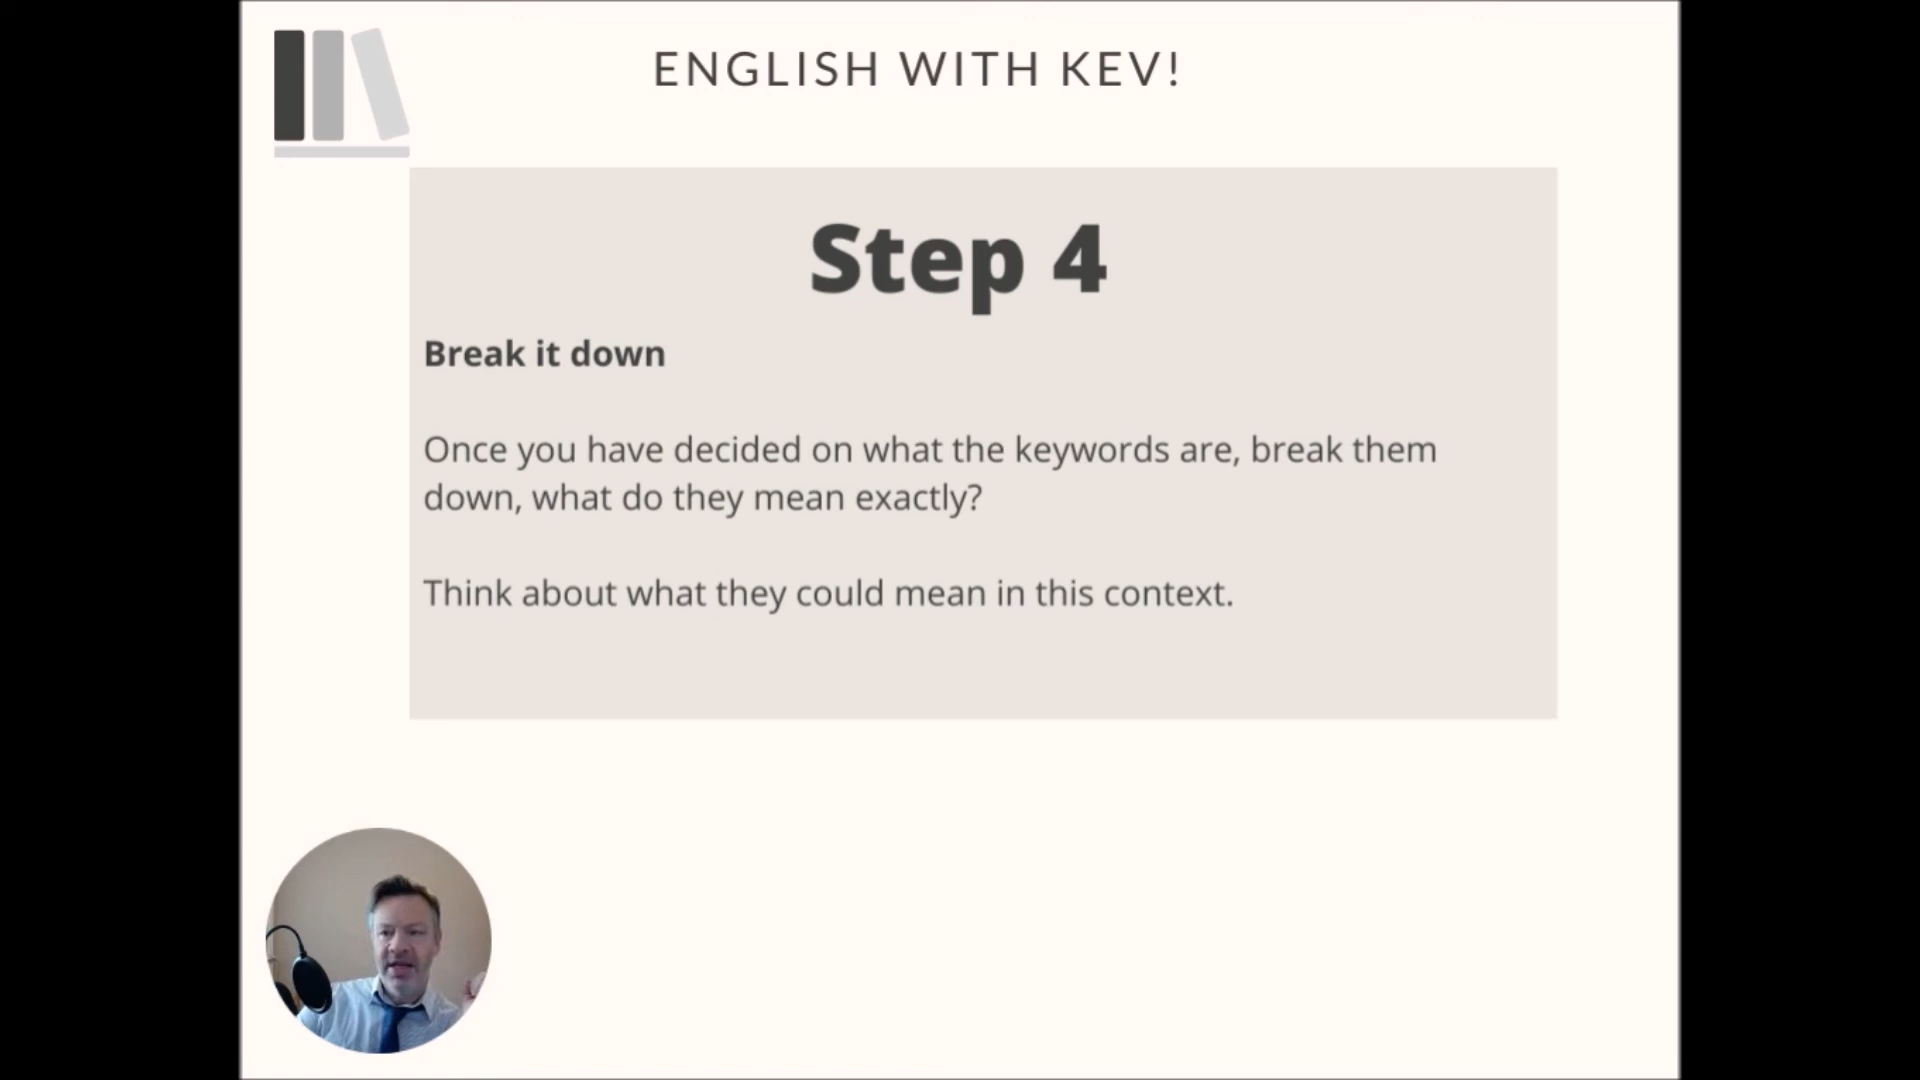 ENGLISH WITH KEV!
Step 4
Break it down
Once you have decided on what the keywords are, break them
down, what do they mean exactly?
Think about what they could mean in this context.